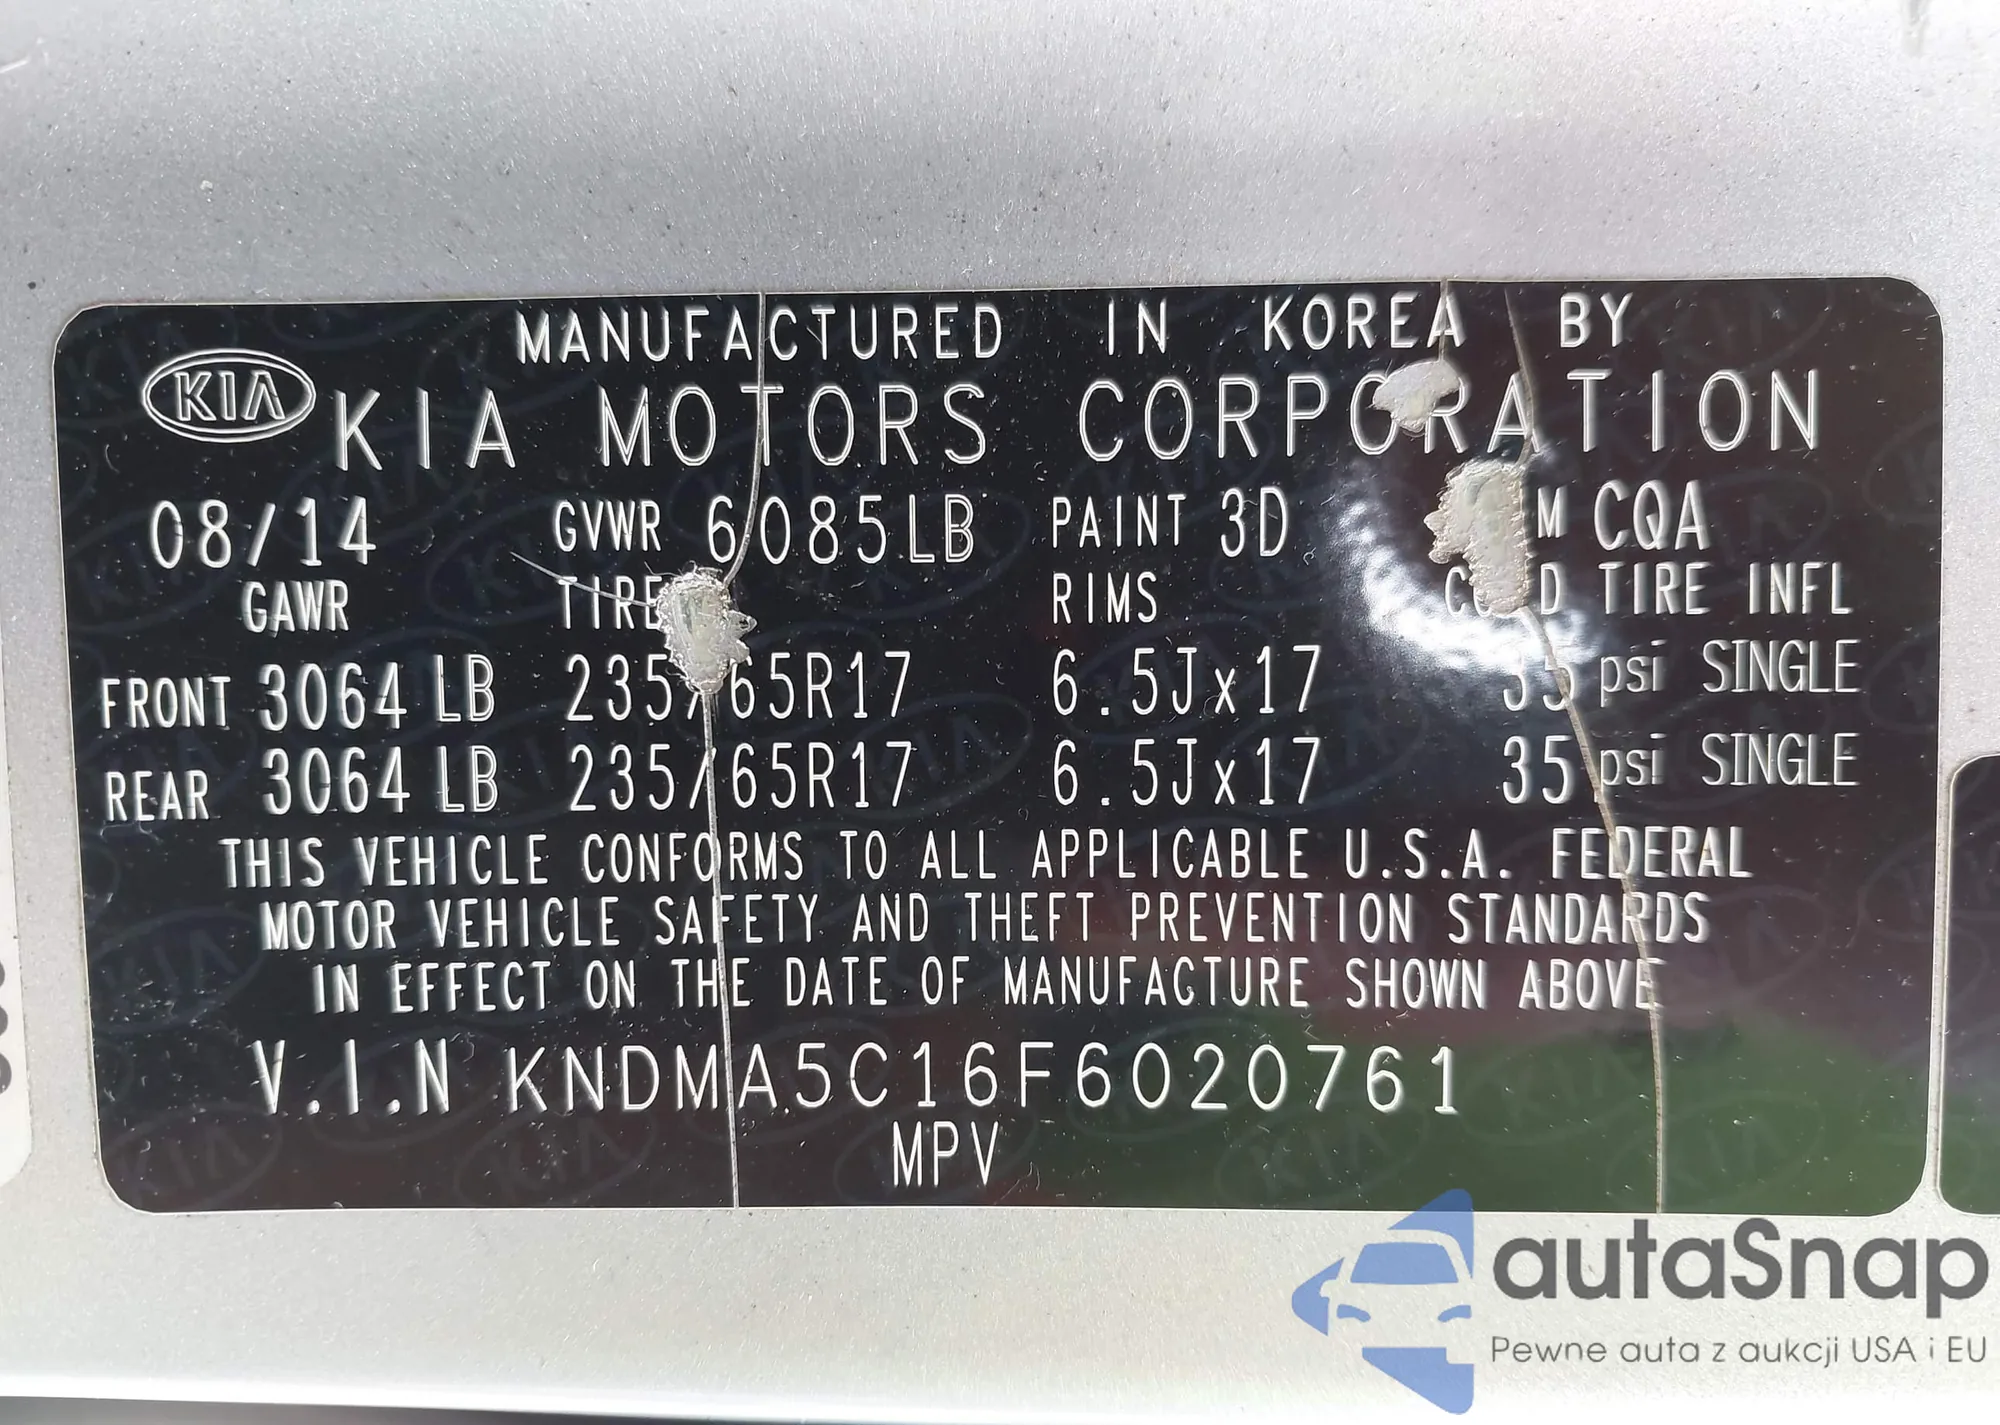 MANUFACTURED IN KOREA BY
KIA KIA MOTORS CORPORATION
08/14 GVWR 6085LB PAINT 3D CQA
GAWR TIRE RIMS TIRE INFL
FRONT 3064 LB 235/65R17 6.5Jx17 35 psi SINGLE
REAR 3064 LB 235/65R17 6.5Jx17 35 psi SINGLE
THIS VEHICLE CONFORMS TO ALL APPLICABLE U.S.A. FEDERAL
MOTOR VEHICLE SAFETY AND THEFT PREVENTION STANDARDS
IN EFFECT ON THE DATE OF MANUFACTURE SHOWN ABOVE
V.I.N KNDMA5C16F6020761
MPV
autaSnap
Pewne auta z aukcji USA i EU